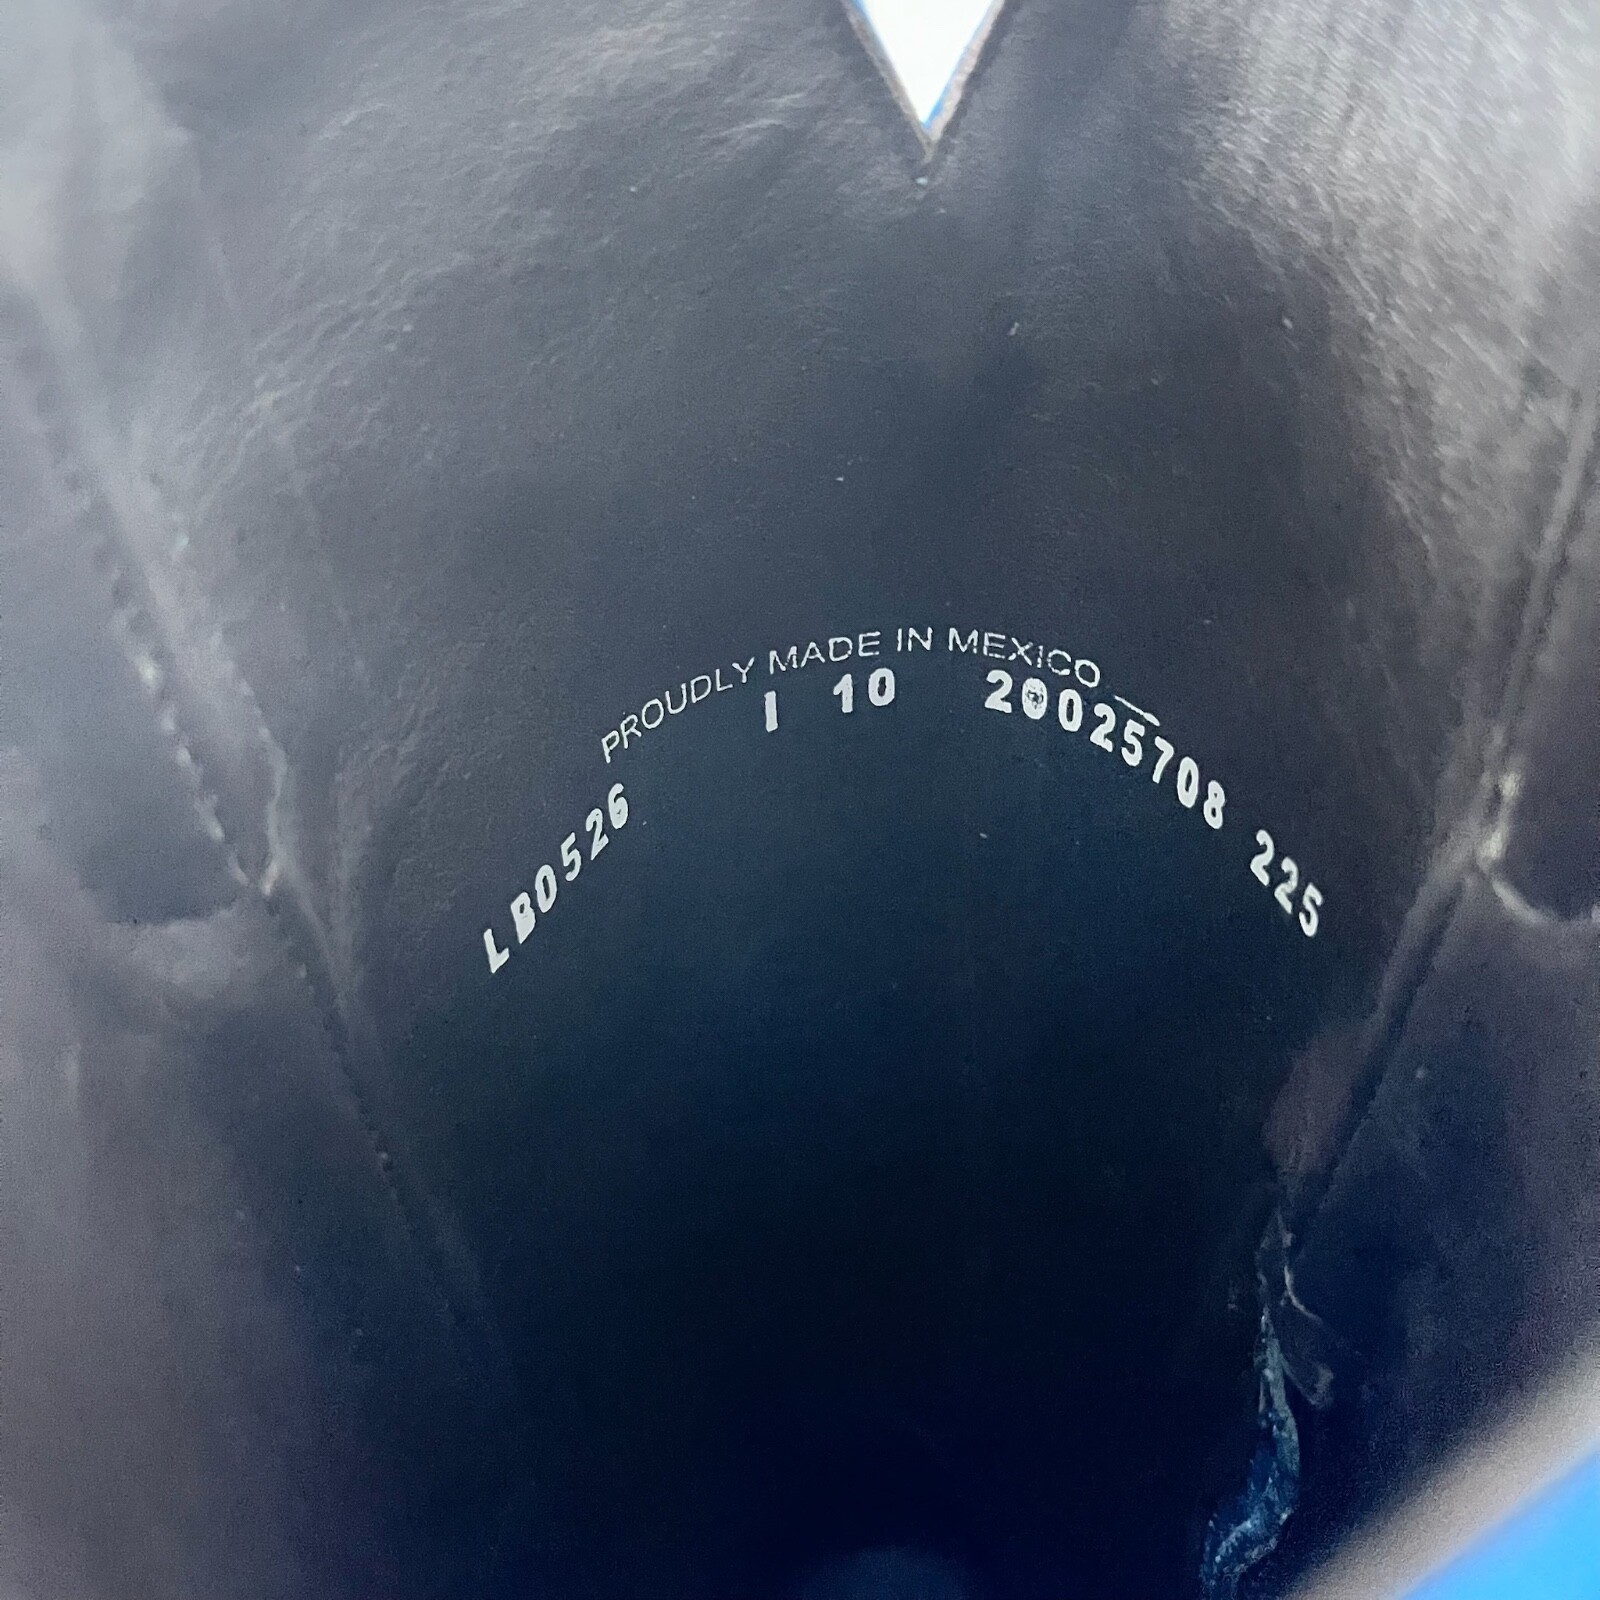 PROUDLY MADE IN MEXICO
LB0526 I 10 20025708 225